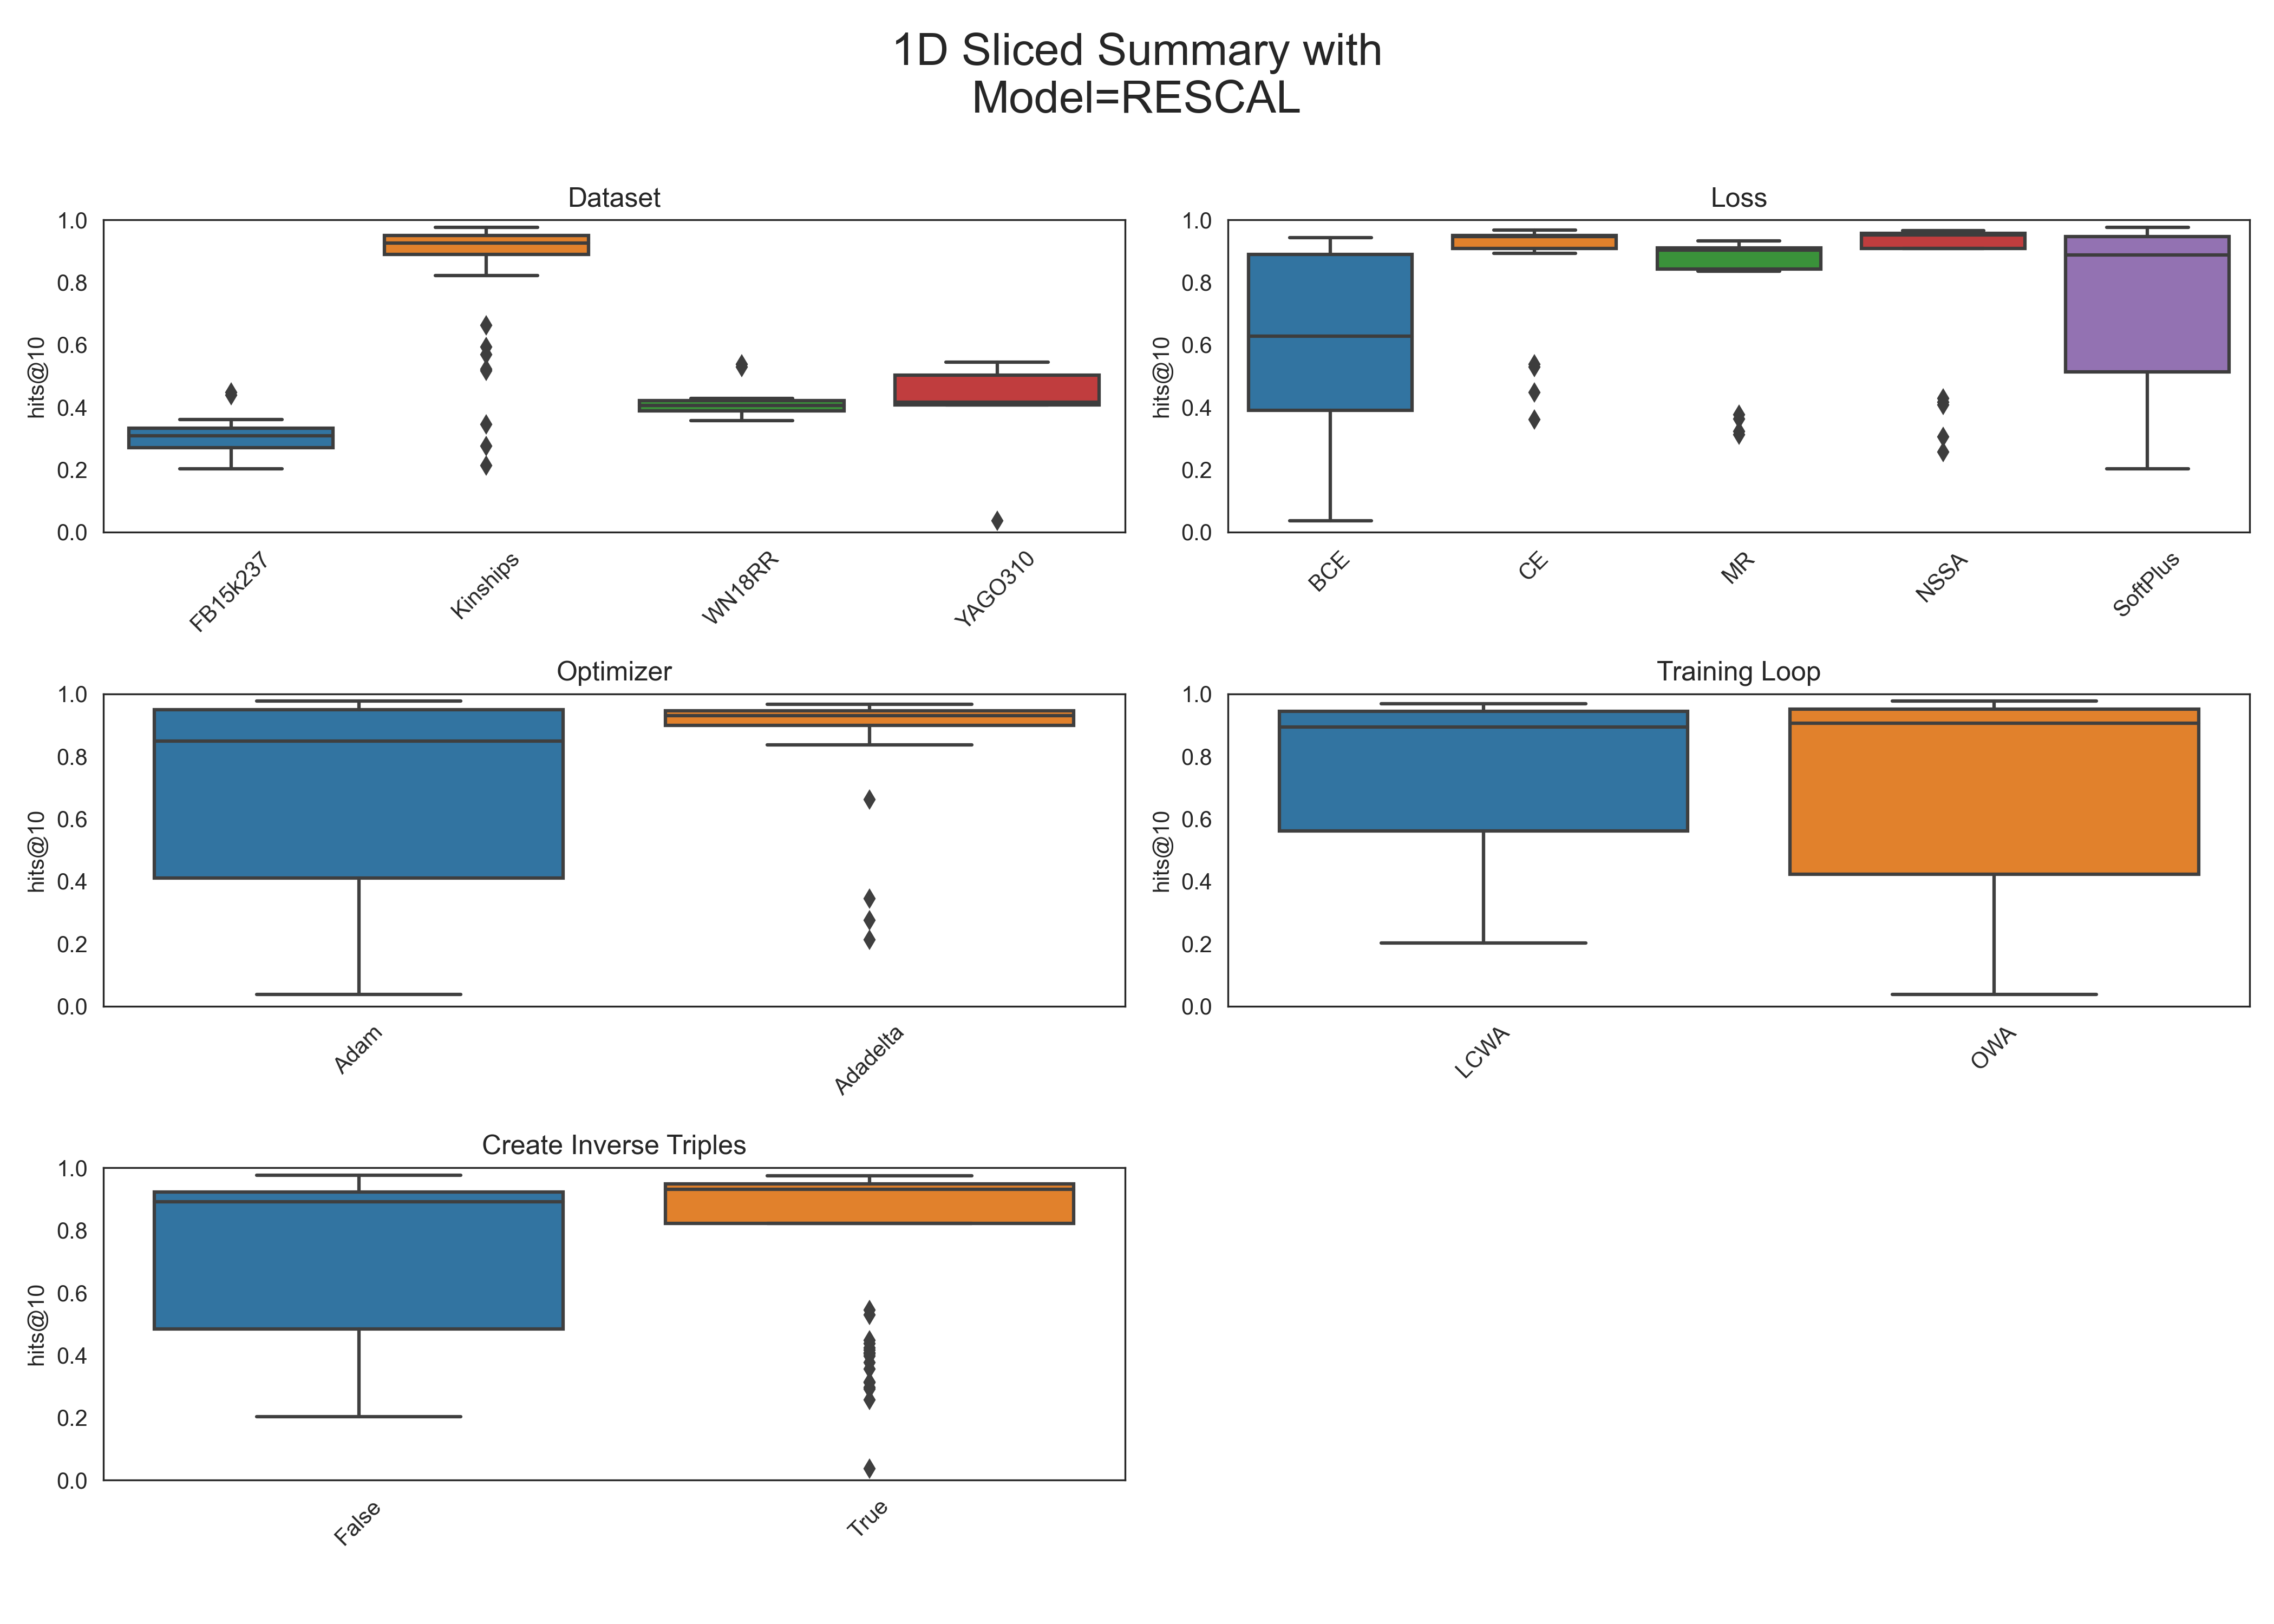 1D Sliced Summary with
Model=RESCAL
Dataset
hits@10
1.0
0.8
0.6
0.4
0.2
0.0
FB15k237
Kinships
WN18RR
YAGO310
Loss
hits@10
1.0
0.8
0.6
0.4
0.2
0.0
BCE
CE
MR
NSSA
SoftPlus
Optimizer
hits@10
1.0
0.8
0.6
0.4
0.2
0.0
Adam
Adadelta
Training Loop
hits@10
1.0
0.8
0.6
0.4
0.2
0.0
LCWA
OWA
Create Inverse Triples
hits@10
1.0
0.8
0.6
0.4
0.2
0.0
False
True